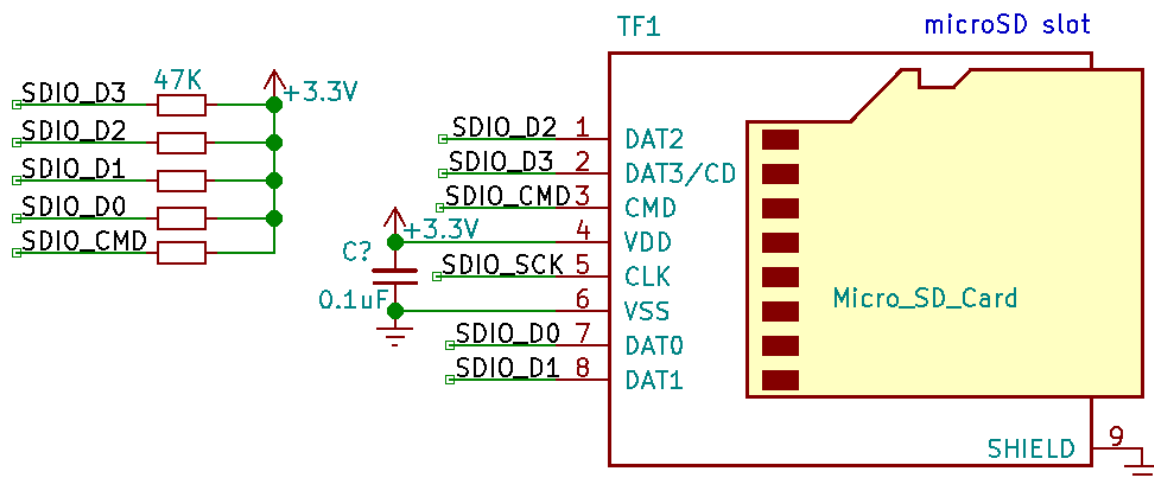 TF1
microSD slot
47K
+3.3V
SDIO_D3
SDIO_D2
SDIO_D1
SDIO_D0
SDIO_CMD
SDIO_D2 1 DAT2
SDIO_D3 2 DAT3/CD
SDIO_CMD 3 CMD
+3.3V 4 VDD
C?
0.1uF
SDIO_SCK 5 CLK
6 VSS
SDIO_D0 7 DAT0
SDIO_D1 8 DAT1
Micro_SD_Card
SHIELD 9